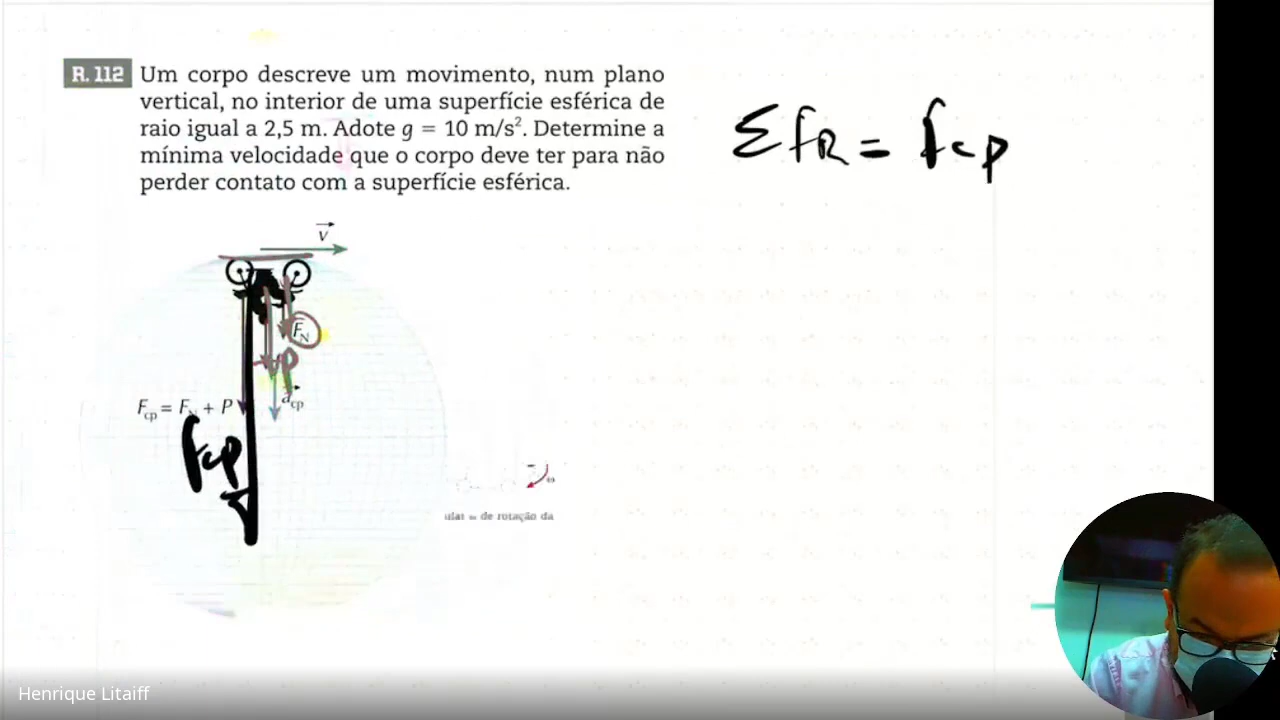 R. 112 Um corpo descreve um movimento, num plano
vertical, no interior de uma superfície esférica de
raio igual a 2,5 m. Adote g = 10 m/s². Determine a
mínima velocidade que o corpo deve ter para não
perder contato com a superfície esférica.
ΣfR = fcp
v
FN
P
acp
Fcp = FN + P
Fcp
ω
ular ω de rotação da
Henrique Litaiff